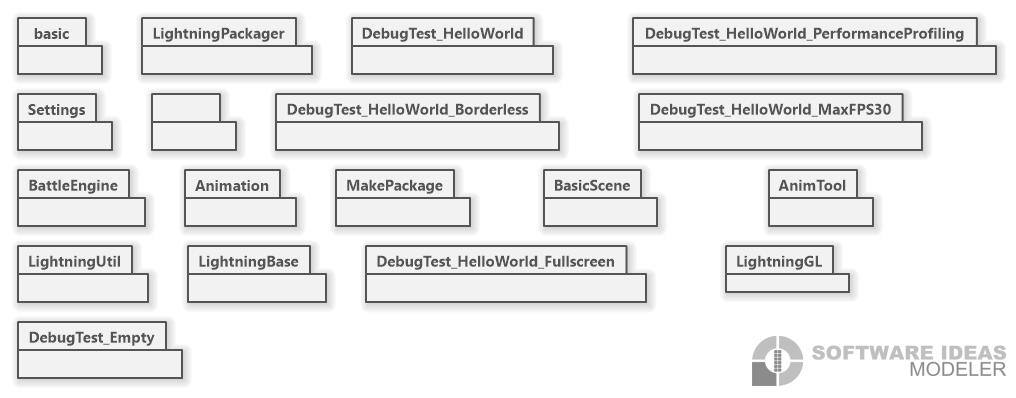 basic
LightningPackager
DebugTest_HelloWorld
DebugTest_HelloWorld_PerformanceProfiling
Settings
DebugTest_HelloWorld_Borderless
DebugTest_HelloWorld_MaxFPS30
BattleEngine
Animation
MakePackage
BasicScene
AnimTool
LightningUtil
LightningBase
DebugTest_HelloWorld_Fullscreen
LightningGL
DebugTest_Empty
SOFTWARE IDEAS
MODELER